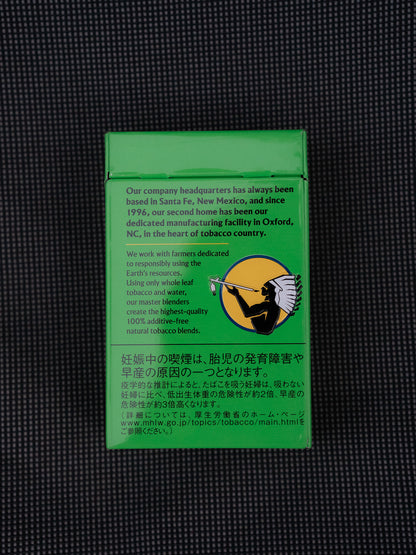 Our company headquarters has always been
based in Santa Fe, New Mexico, and since
1996, our second home has been our
dedicated manufacturing facility in Oxford,
NC, in the heart of tobacco country.
We work with farmers dedicated
to responsibly using the
Earth's resources.
Using only whole leaf
tobacco and water,
our master blenders
create the highest-quality
100% additive-free
natural tobacco blends.
妊娠中の喫煙は、胎児の発育障害や
早産の原因の一つとなります。
疫学的な推計によると、たばこを吸う妊婦は、吸わない
妊婦に比べ、低出生体重の危険性が約2倍、早産の
危険性が約3倍高くなります。
(詳細については、厚生労働省のホーム・ページ
www.mhlw.go.jp/topics/tobacco/main.htmlを
ご参照ください。)